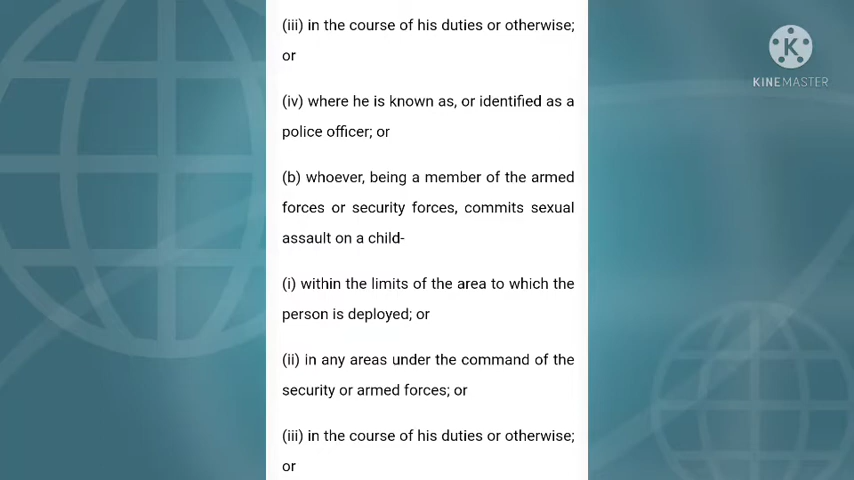 (iii) in the course of his duties or otherwise;
or
(iv) where he is known as, or identified as a
police officer; or
(b) whoever, being a member of the armed
forces or security forces, commits sexual
assault on a child-
(i) within the limits of the area to which the
person is deployed; or
(ii) in any areas under the command of the
security or armed forces; or
(iii) in the course of his duties or otherwise;
or
K
KINEMASTER